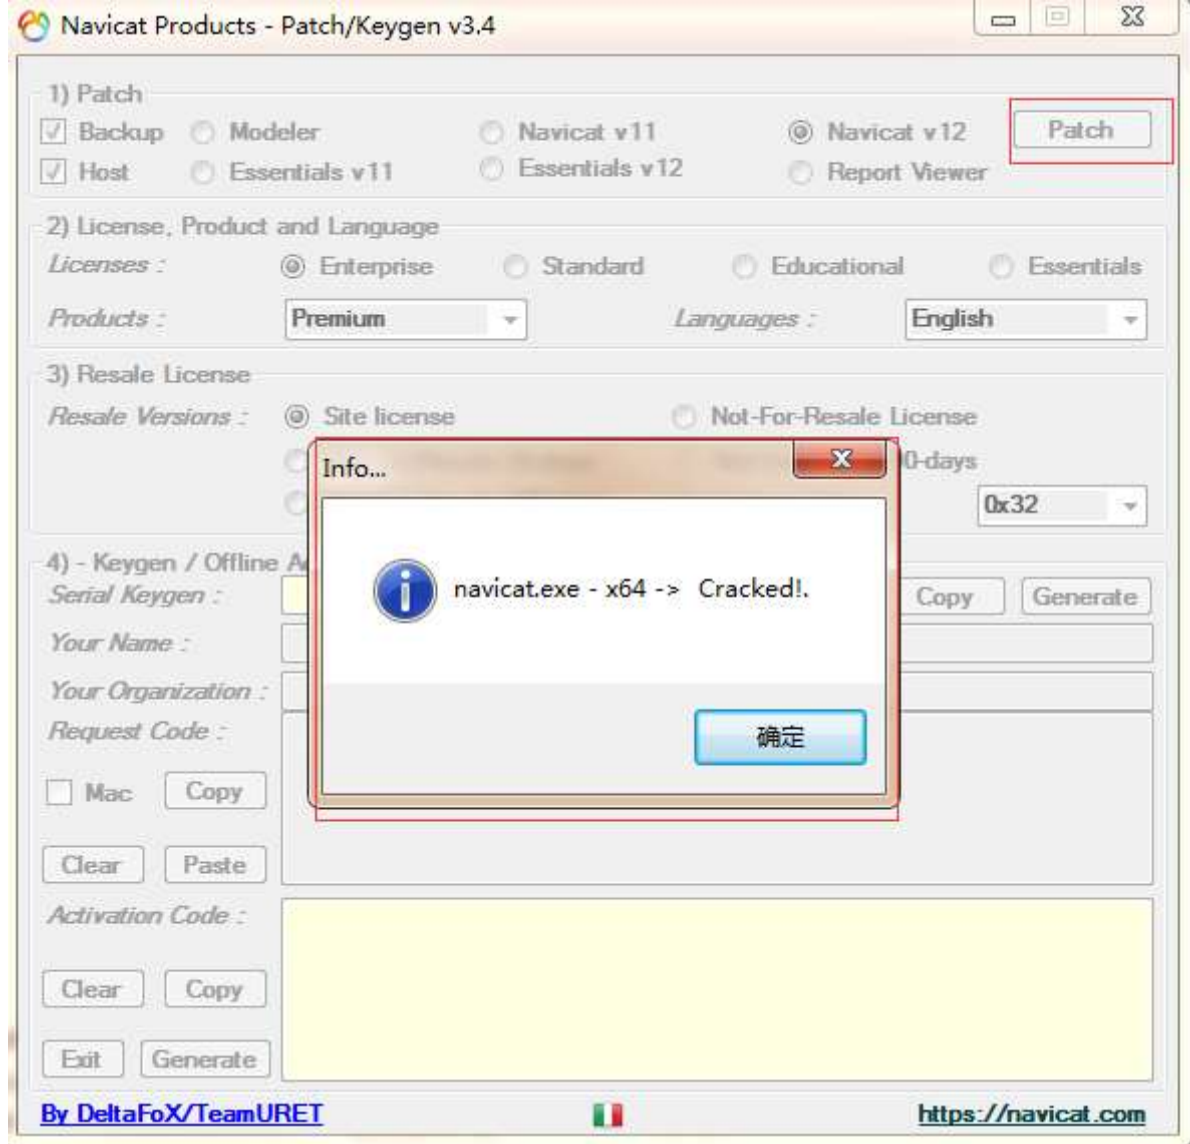 Navicat Products - Patch/Keygen v3.4
1) Patch
Backup Modeler Navicat v11 Navicat v12 Patch
Host Essentials v11 Essentials v12 Report Viewer
2) License, Product and Language
Licenses : Enterprise Standard Educational Essentials
Products : Premium Languages : English
3) Resale License
Resale Versions : Site license Not-For-Resale License
Info...
0-days
0x32
4) - Keygen / Offline A
Serial Keygen : Copy Generate
navicat.exe - x64 -> Cracked!.
Your Name :
Your Organization :
Request Code :
确定
Mac Copy
Clear Paste
Activation Code :
Clear Copy
Exit Generate
By DeltaFoX/TeamURET https://navicat.com